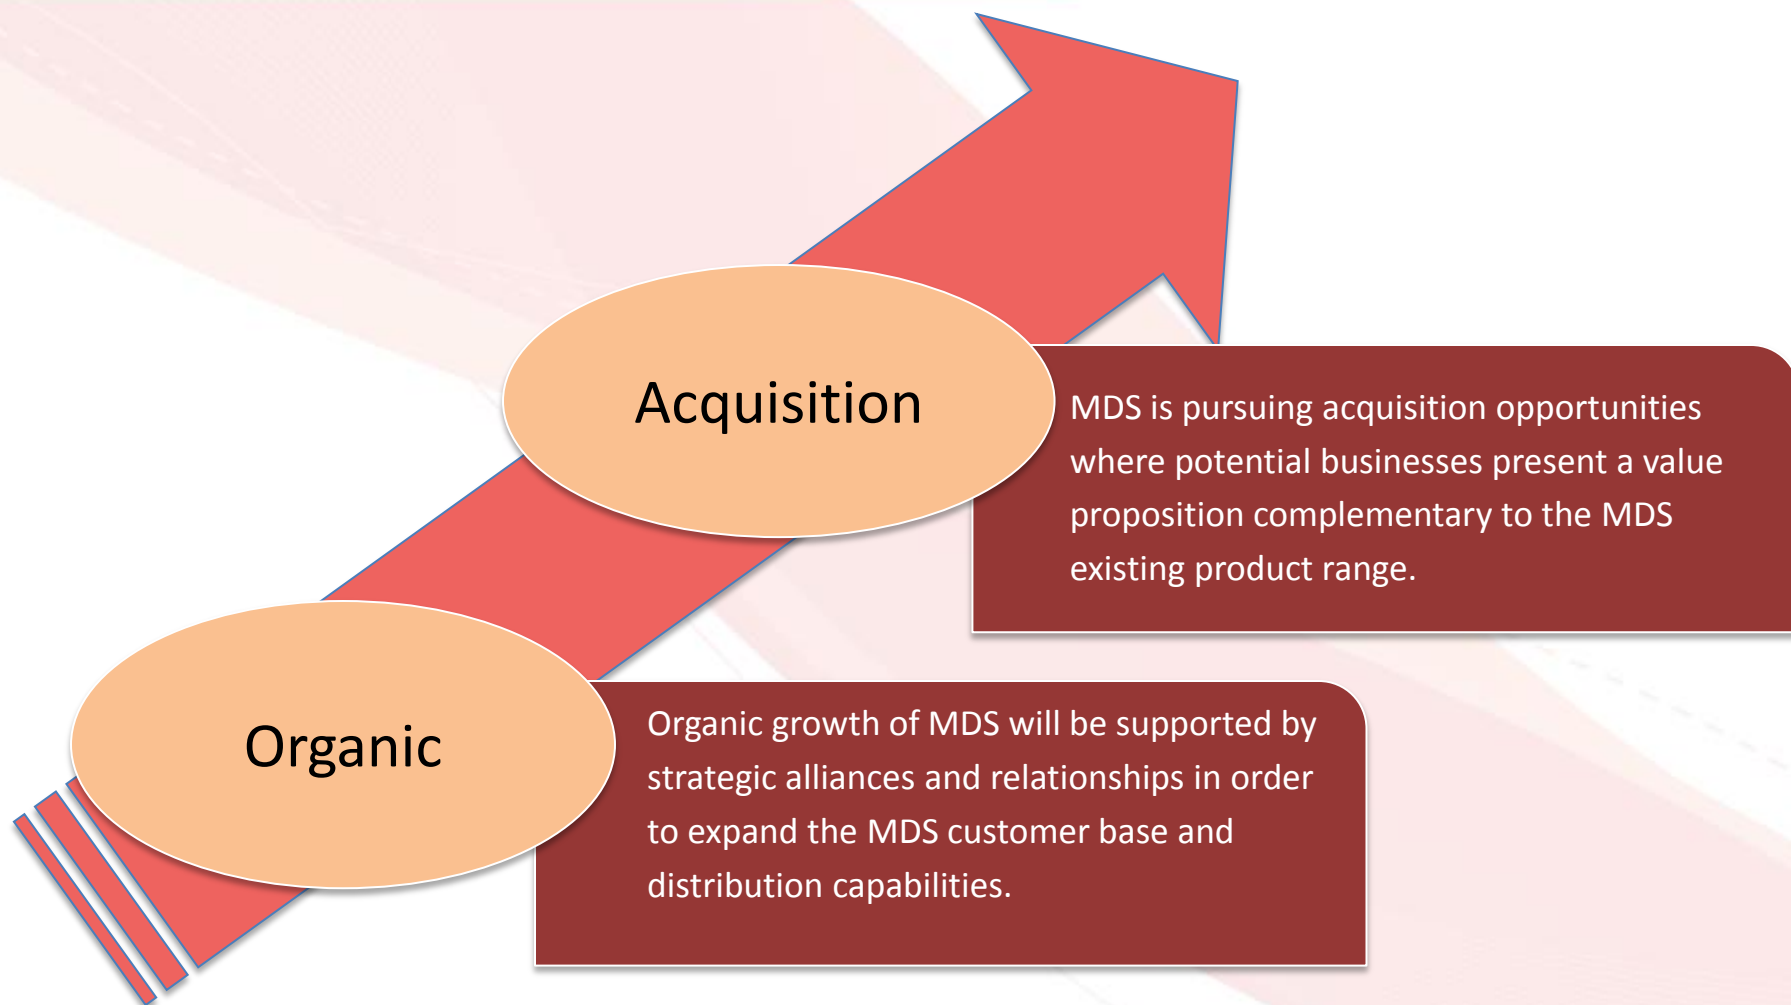 Acquisition
MDS is pursuing acquisition opportunities
where potential businesses present a value
proposition complementary to the MDS
existing product range.
Organic
Organic growth of MDS will be supported by
strategic alliances and relationships in order
to expand the MDS customer base and
distribution capabilities.